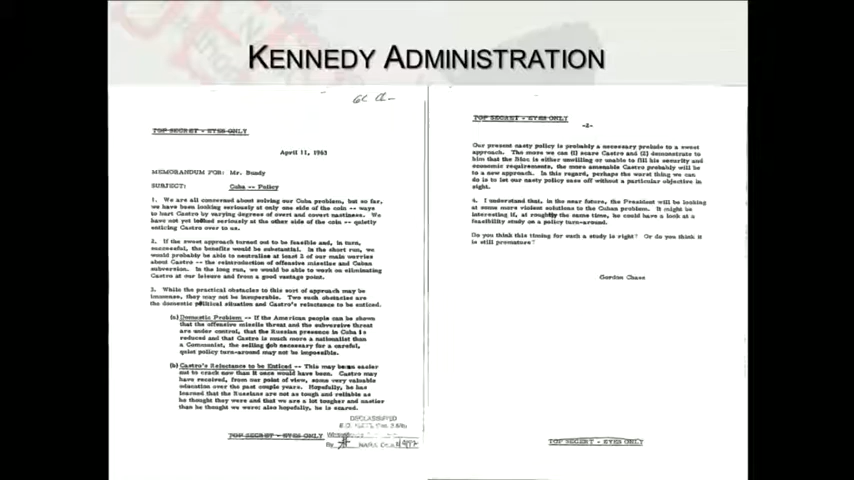 KENNEDY ADMINISTRATION
TOP SECRET - EYES ONLY
April 11, 1963
MEMORANDUM FOR: Mr. Bundy
SUBJECT: Cuba -- Policy
1. We are all concerned about solving our Cuba problem, but so far,
we have been looking seriously at only one side of the coin -- ways
to hurt Castro by varying degrees of overt and covert nastiness. We
have not yet looked seriously at the other side of the coin -- quietly
enticing Castro over to us.
2. If the sweet approach turned out to be feasible and, in turn,
successful, the benefits would be substantial. In the short run, we
would probably be able to neutralize at least 2 of our main worries
about Castro -- the reintroduction of offensive missiles and Cuban
subversion. In the long run, we would be able to work on eliminating
Castro at our leisure and from a good vantage point.
3. While the practical obstacles to this sort of approach may be
immense, they may not be insuperable. Two such obstacles are
the domestic political situation and Castro's reluctance to be enticed.
(a) Domestic Problem -- If the American people can be shown
that the offensive missile threat and the subversive threat
are under control, that the Russian presence in Cuba is
reduced and that Castro is much more a nationalist than
a Communist, the selling job necessary for a careful,
quiet policy turn-around may not be impossible.
(b) Castro's Reluctance to be Enticed -- This may be an easier
nut to crack now than it once would have been. Castro may
have received, from our point of view, some very valuable
education over the past couple years. Hopefully, he has
learned that the Russians are not as tough and reliable as
he thought they were and that we are a lot tougher and nastier
than he thought we were; also hopefully, he is scared.
DECLASSIFIED
TOP SECRET - EYES ONLY
By
TOP SECRET - EYES ONLY
-2-
Our present nasty policy is probably a necessary prelude to a sweet
approach. The more we can (1) scare Castro and (2) demonstrate to
him that the Bloc is either unwilling or unable to fill his security and
economic requirements, the more amenable Castro probably will be
to a new approach. In this regard, perhaps the worst thing we can
do is to let our nasty policy ease off without a particular objective in
sight.
4. I understand that, in the near future, the President will be looking
at some more violent solutions to the Cuban problem. It might be
interesting if, at roughly the same time, he could have a look at a
feasibility study on a policy turn-around.
Do you think this timing for such a study is right? Or do you think it
is still premature?
Gordon Chase
TOP SECRET - EYES ONLY